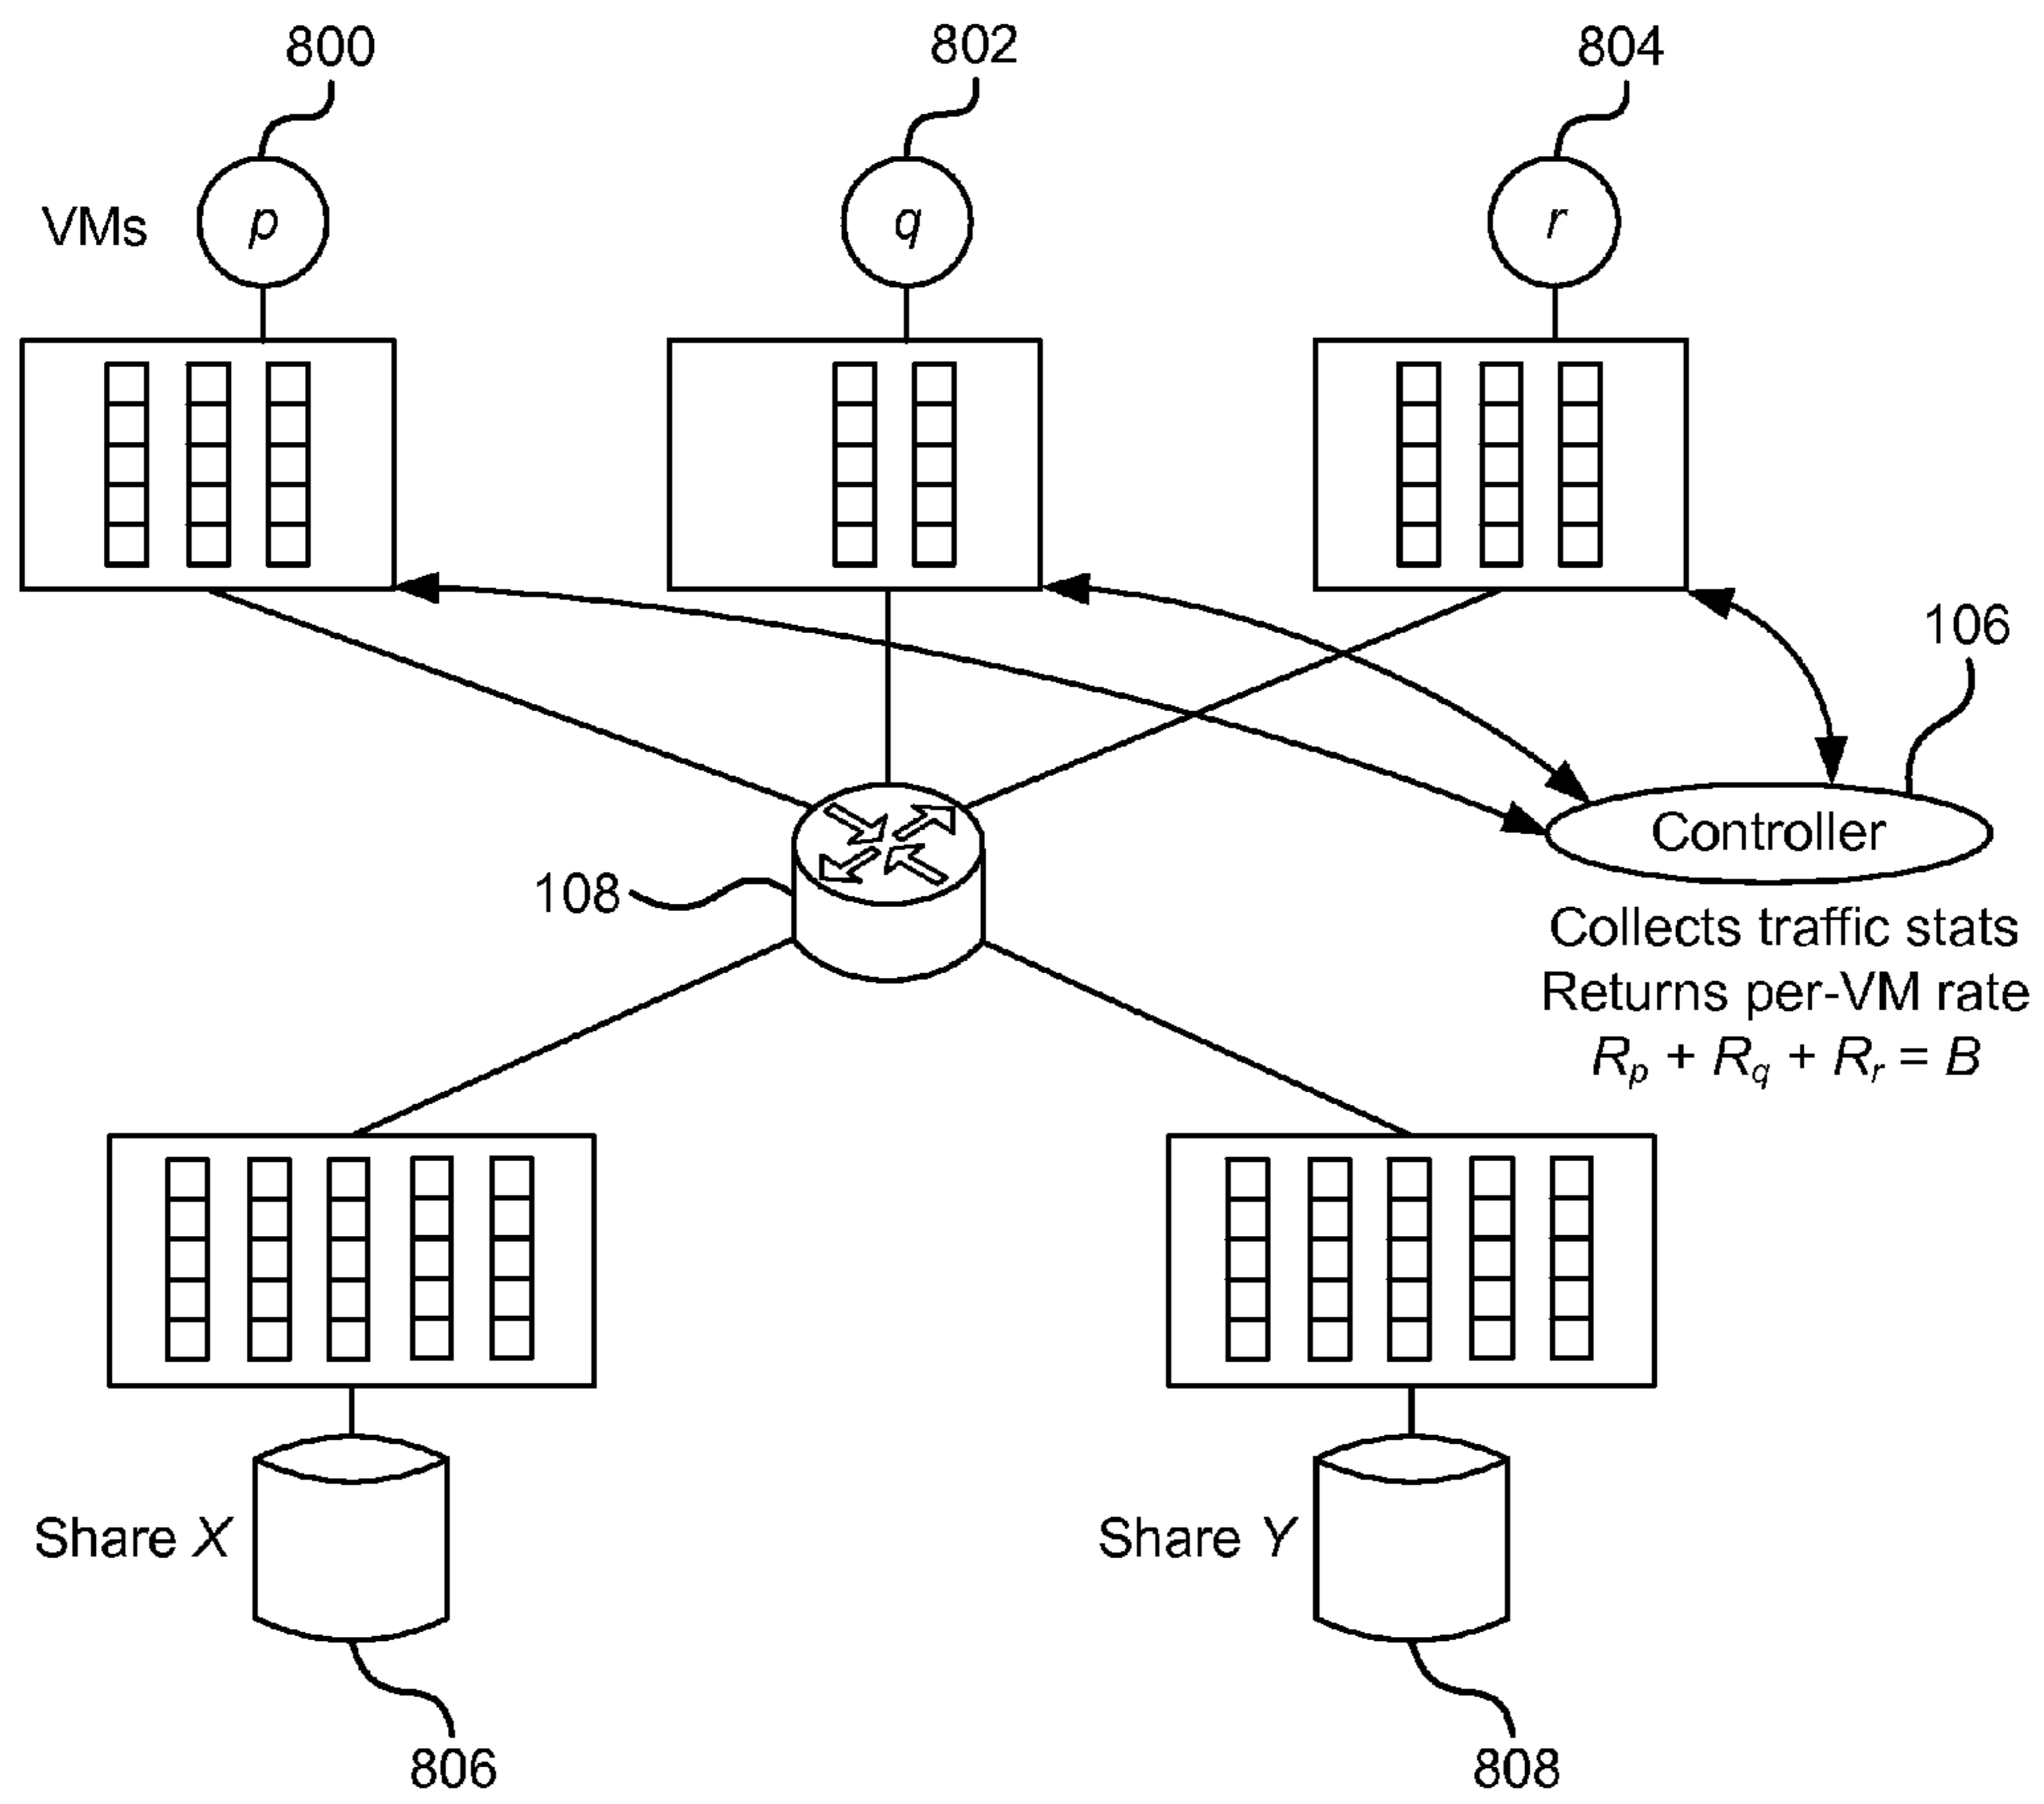 800
802
804
VMs
p
q
r
106
Controller
108
Collects traffic stats
Returns per-VM rate
Rp + Rq + Rr = B
Share X
Share Y
806
808